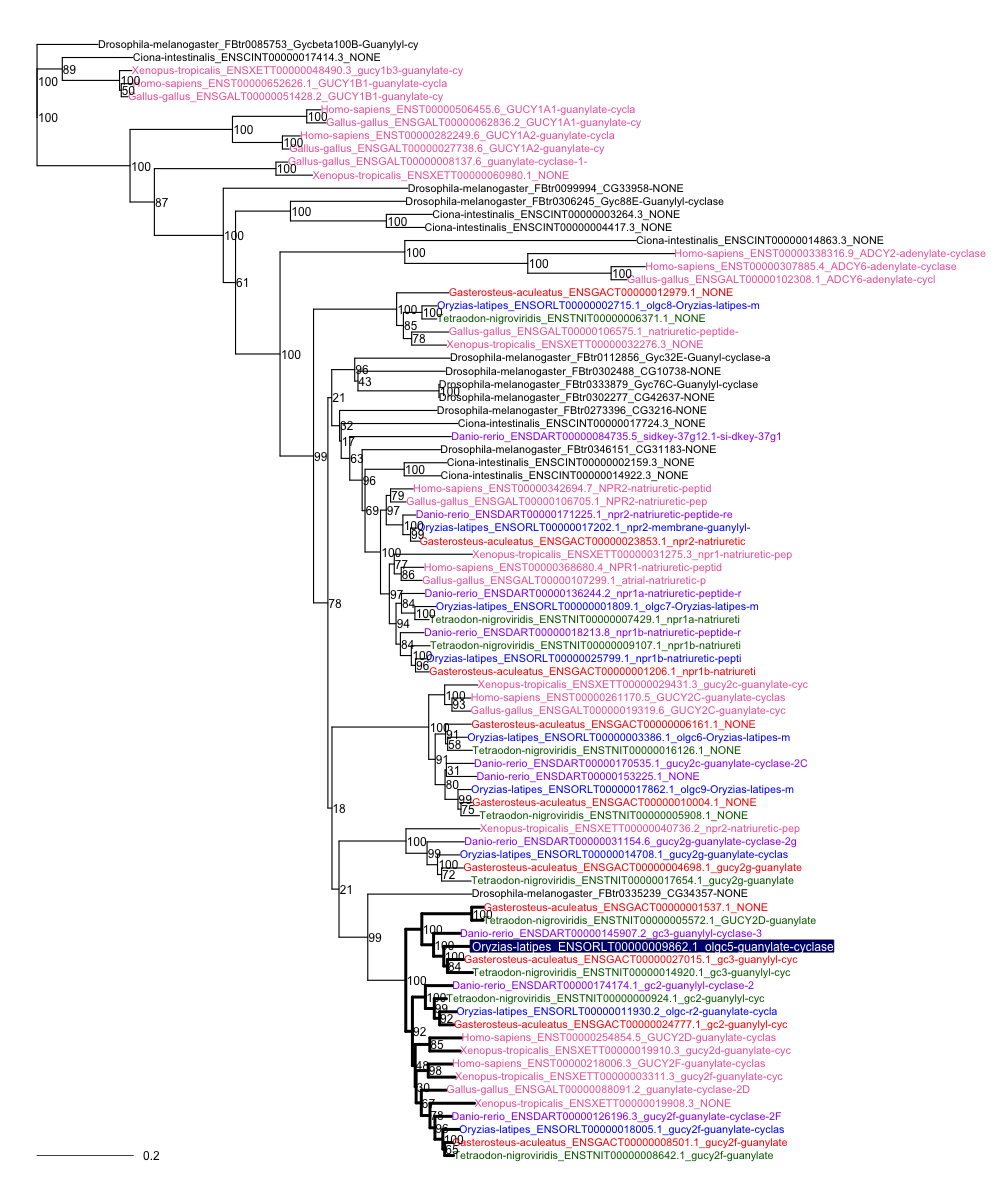 Drosophila-melanogaster_FBtr0085753_Gycbeta100B-Guanylyl-cy
Ciona-intestinalis_ENSCINT00000017414.3_NONE
89
Xenopus-tropicalis_ENSXETT00000048490.3_gucy1b3-guanylate-cy
100
100
Homo-sapiens_ENST00000652626.1_GUCY1B1-guanylate-cycla
50
Gallus-gallus_ENSGALT00000051428.2_GUCY1B1-guanylate-cy
Homo-sapiens_ENST00000506455.6_GUCY1A1-guanylate-cycla
100
100
Gallus-gallus_ENSGALT00000062836.2_GUCY1A1-guanylate-cy
100
Homo-sapiens_ENST00000282249.6_GUCY1A2-guanylate-cycla
100
Gallus-gallus_ENSGALT00000027738.6_GUCY1A2-guanylate-cy
Gallus-gallus_ENSGALT00000008137.6_guanylate-cyclase-1-
100
100
Xenopus-tropicalis_ENSXETT00000060980.1_NONE
Drosophila-melanogaster_FBtr0099994_CG33958-NONE
87
Drosophila-melanogaster_FBtr0306245_Gyc88E-Guanylyl-cyclase
100
Ciona-intestinalis_ENSCINT00000003264.3_NONE
100
Ciona-intestinalis_ENSCINT00000004417.3_NONE
100
Ciona-intestinalis_ENSCINT00000014863.3_NONE
100
Homo-sapiens_ENST00000338316.9_ADCY2-adenylate-cyclase
100
Homo-sapiens_ENST00000307885.4_ADCY6-adenylate-cyclase
100
Gallus-gallus_ENSGALT00000102308.1_ADCY6-adenylate-cycl
61
Gasterosteus-aculeatus_ENSGACT00000012979.1_NONE
Oryzias-latipes_ENSORLT00000002715.1_olgc8-Oryzias-latipes-m
100
100
Tetraodon-nigroviridis_ENSTNIT00000006371.1_NONE
85
Gallus-gallus_ENSGALT00000106575.1_natriuretic-peptide-
78
Xenopus-tropicalis_ENSXETT00000032276.3_NONE
100
Drosophila-melanogaster_FBtr0112856_Gyc32E-Guanyl-cyclase-a
96
Drosophila-melanogaster_FBtr0302488_CG10738-NONE
43
Drosophila-melanogaster_FBtr0333879_Gyc76C-Guanylyl-cyclase
100
Drosophila-melanogaster_FBtr0302277_CG42637-NONE
21
Drosophila-melanogaster_FBtr0273396_CG3216-NONE
Ciona-intestinalis_ENSCINT00000017724.3_NONE
Danio-rerio_ENSDART00000084735.5_sidkey-37g12.1-si-dkey-37g1
17
Drosophila-melanogaster_FBtr0346151_CG31183-NONE
99
63
Ciona-intestinalis_ENSCINT00000002159.3_NONE
100
Ciona-intestinalis_ENSCINT00000014922.3_NONE
96
Homo-sapiens_ENST00000342694.7_NPR2-natriuretic-peptid
79
Gallus-gallus_ENSGALT00000106705.1_NPR2-natriuretic-pep
69
97
Danio-rerio_ENSDART00000171225.1_npr2-natriuretic-peptide-re
100
Oryzias-latipes_ENSORLT00000017202.1_npr2-membrane-guanylyl-
99
Gasterosteus-aculeatus_ENSGACT00000023853.1_npr2-natriuretic
100
Xenopus-tropicalis_ENSXETT00000031275.3_npr1-natriuretic-pep
77
Homo-sapiens_ENST00000368680.4_NPR1-natriuretic-peptid
86
Gallus-gallus_ENSGALT00000107299.1_atrial-natriuretic-p
97
Danio-rerio_ENSDART00000136244.2_npr1a-natriuretic-peptide-r
84
Oryzias-latipes_ENSORLT00000001809.1_olgc7-Oryzias-latipes-m
78
100
Tetraodon-nigroviridis_ENSTNIT00000007429.1_npr1a-natriureti
94
Danio-rerio_ENSDART00000018213.8_npr1b-natriuretic-peptide-r
84
Tetraodon-nigroviridis_ENSTNIT00000009107.1_npr1b-natriureti
100
Oryzias-latipes_ENSORLT00000025799.1_npr1b-natriuretic-pepti
96
Gasterosteus-aculeatus_ENSGACT00000001206.1_npr1b-natriureti
Xenopus-tropicalis_ENSXETT00000029431.3_gucy2c-guanylate-cyc
100
Homo-sapiens_ENST00000261170.5_GUCY2C-guanylate-cyclas
93
Gallus-gallus_ENSGALT00000019319.6_GUCY2C-guanylate-cyc
100
Gasterosteus-aculeatus_ENSGACT00000006161.1_NONE
91
Oryzias-latipes_ENSORLT00000003386.1_olgc6-Oryzias-latipes-m
58
Tetraodon-nigroviridis_ENSTNIT00000016126.1_NONE
91
Danio-rerio_ENSDART00000170535.1_gucy2c-guanylate-cyclase-2C
31
Danio-rerio_ENSDART00000153225.1_NONE
80
Oryzias-latipes_ENSORLT00000017862.1_olgc9-Oryzias-latipes-m
99
Gasterosteus-aculeatus_ENSGACT00000010004.1_NONE
18
75
Tetraodon-nigroviridis_ENSTNIT00000005908.1_NONE
Xenopus-tropicalis_ENSXETT00000040736.2_npr2-natriuretic-pep
100
Danio-rerio_ENSDART00000031154.6_gucy2g-guanylate-cyclase-2g
99
Oryzias-latipes_ENSORLT00000014708.1_gucy2g-guanylate-cyclas
100
Gasterosteus-aculeatus_ENSGACT00000004698.1_gucy2g-guanylate
72
Tetraodon-nigroviridis_ENSTNIT00000017654.1_gucy2g-guanylate
21
Drosophila-melanogaster_FBtr0335239_CG34357-NONE
Gasterosteus-aculeatus_ENSGACT00000001537.1_NONE
100
Tetraodon-nigroviridis_ENSTNIT00000005572.1_GUCY2D-guanylate
100
Danio-rerio_ENSDART00000145907.2_gc3-guanylyl-cyclase-3
99
100
Oryzias-latipes_ENSORLT00000009862.1_olgc5-guanylate-cyclase
100
Gasterosteus-aculeatus_ENSGACT00000027015.1_gc3-guanylyl-cyc
84
Tetraodon-nigroviridis_ENSTNIT00000014920.1_gc3-guanylyl-cyc
100
Danio-rerio_ENSDART00000174174.1_gc2-guanylyl-cyclase-2
100
Tetraodon-nigroviridis_ENSTNIT00000000924.1_gc2-guanylyl-cyc
99
Oryzias-latipes_ENSORLT00000011930.2_olgc-r2-guanylate-cycla
92
Gasterosteus-aculeatus_ENSGACT00000024777.1_gc2-guanylyl-cyc
92
Homo-sapiens_ENST00000254854.5_GUCY2D-guanylate-cyclas
85
Xenopus-tropicalis_ENSXETT00000019910.3_gucy2d-guanylate-cyc
48
Homo-sapiens_ENST00000218006.3_GUCY2F-guanylate-cyclas
98
Xenopus-tropicalis_ENSXETT00000003311.3_gucy2f-guanylate-cyc
30
Gallus-gallus_ENSGALT00000088091.2_guanylate-cyclase-2D
67
Xenopus-tropicalis_ENSXETT00000019908.3_NONE
78
Danio-rerio_ENSDART00000126196.3_gucy2f-guanylate-cyclase-2F
96
Oryzias-latipes_ENSORLT00000018005.1_gucy2f-guanylate-cyclas
100
Gasterosteus-aculeatus_ENSGACT00000008501.1_gucy2f-guanylate
65
Tetraodon-nigroviridis_ENSTNIT00000008642.1_gucy2f-guanylate
0.2